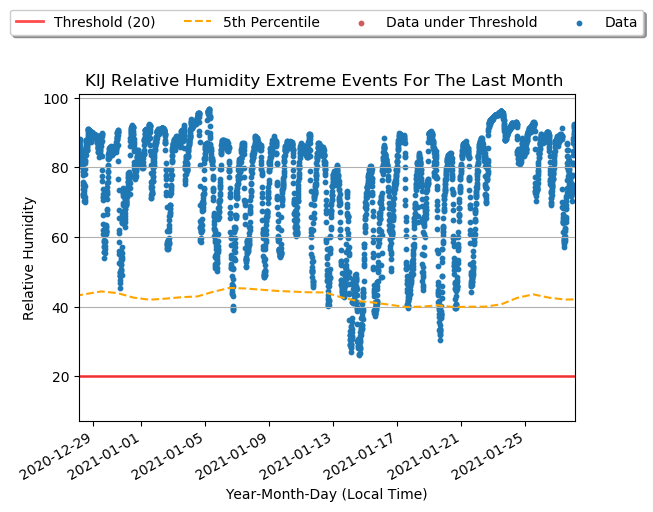 Threshold (20) 5th Percentile Data under Threshold Data
KIJ Relative Humidity Extreme Events For The Last Month
100
80
60
40
20
Relative Humidity
2020-12-29 2021-01-01 2021-01-05 2021-01-09 2021-01-13 2021-01-17 2021-01-21 2021-01-25
Year-Month-Day (Local Time)